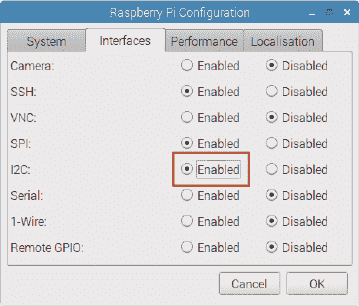 Raspberry Pi Configuration
System Interfaces Performance Localisation
Camera: Enabled Disabled
SSH: Enabled Disabled
VNC: Enabled Disabled
SPI: Enabled Disabled
I2C: Enabled Disabled
Serial: Enabled Disabled
1-Wire: Enabled Disabled
Remote GPIO: Enabled Disabled
Cancel OK